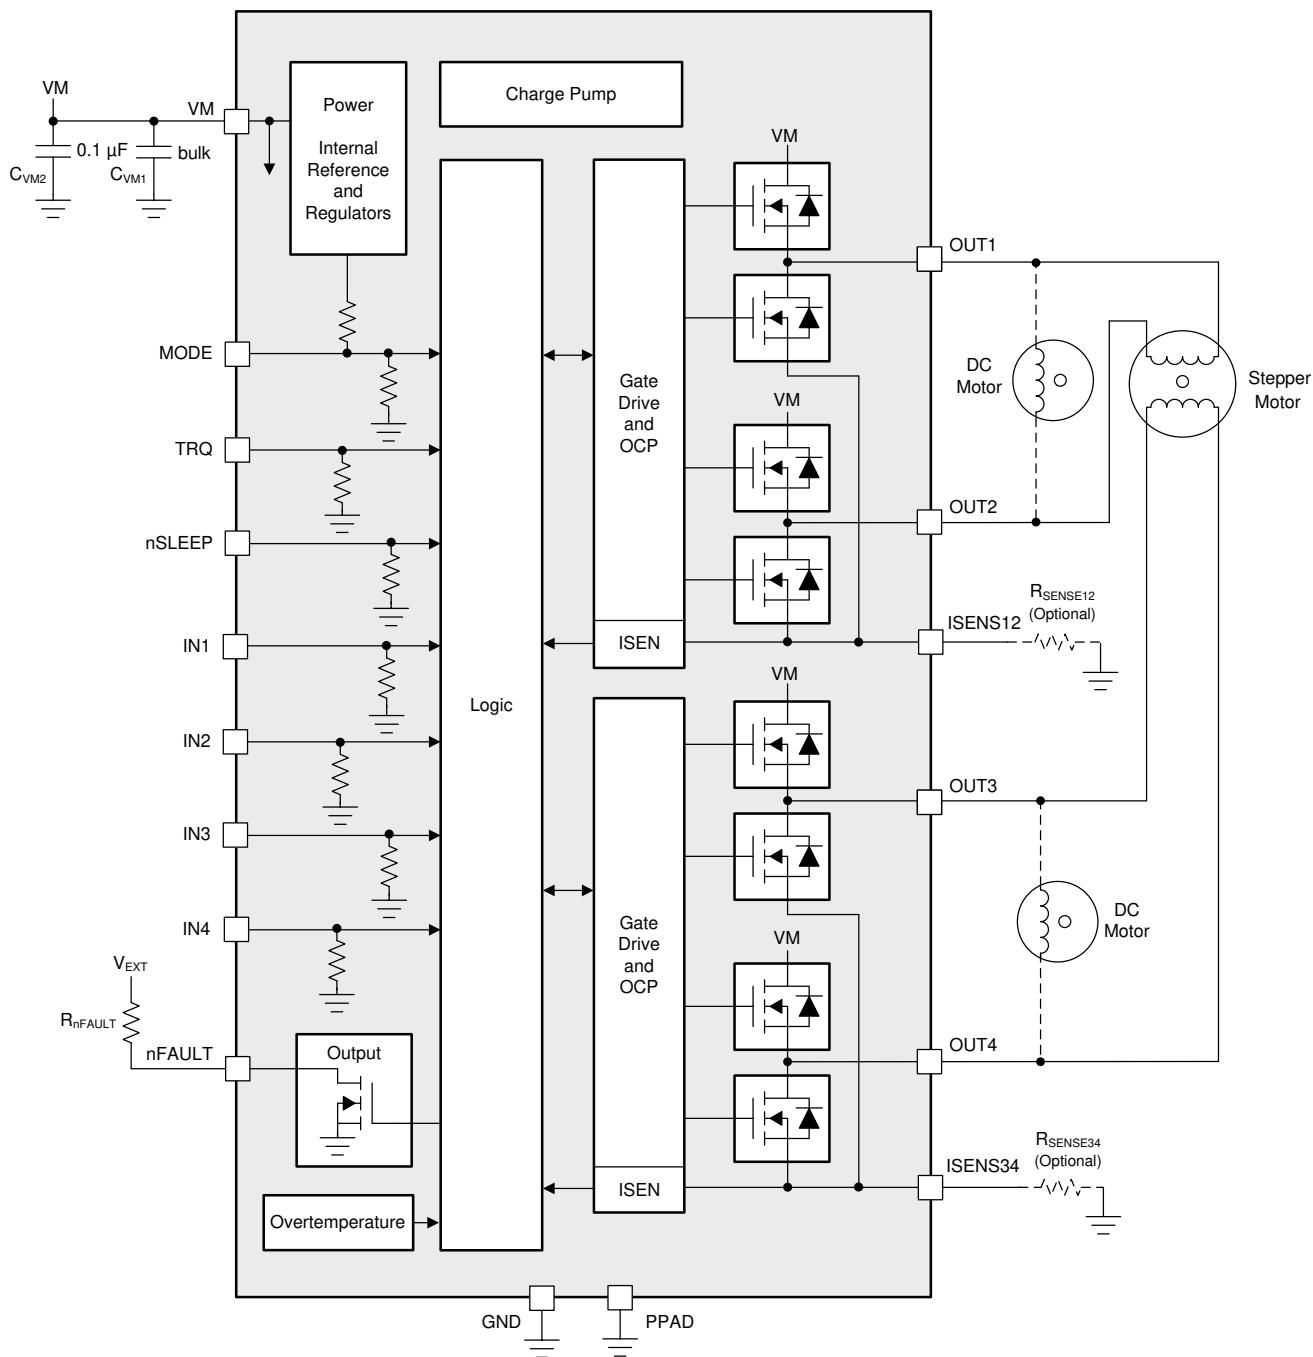 VM
VM
0.1 µF
bulk
CVM2
CVM1
Power
Internal
Reference
and
Regulators
Charge Pump
VM
OUT1
MODE
DC
Motor
Stepper
Motor
Gate
Drive
and
OCP
VM
TRQ
OUT2
nSLEEP
RSENSE12
(Optional)
ISENS12
IN1
ISEN
VM
Logic
IN2
OUT3
IN3
IN4
Gate
Drive
and
OCP
DC
Motor
VM
VEXT
RnFAULT
nFAULT
Output
OUT4
RSENSE34
(Optional)
ISENS34
ISEN
Overtemperature
GND
PPAD